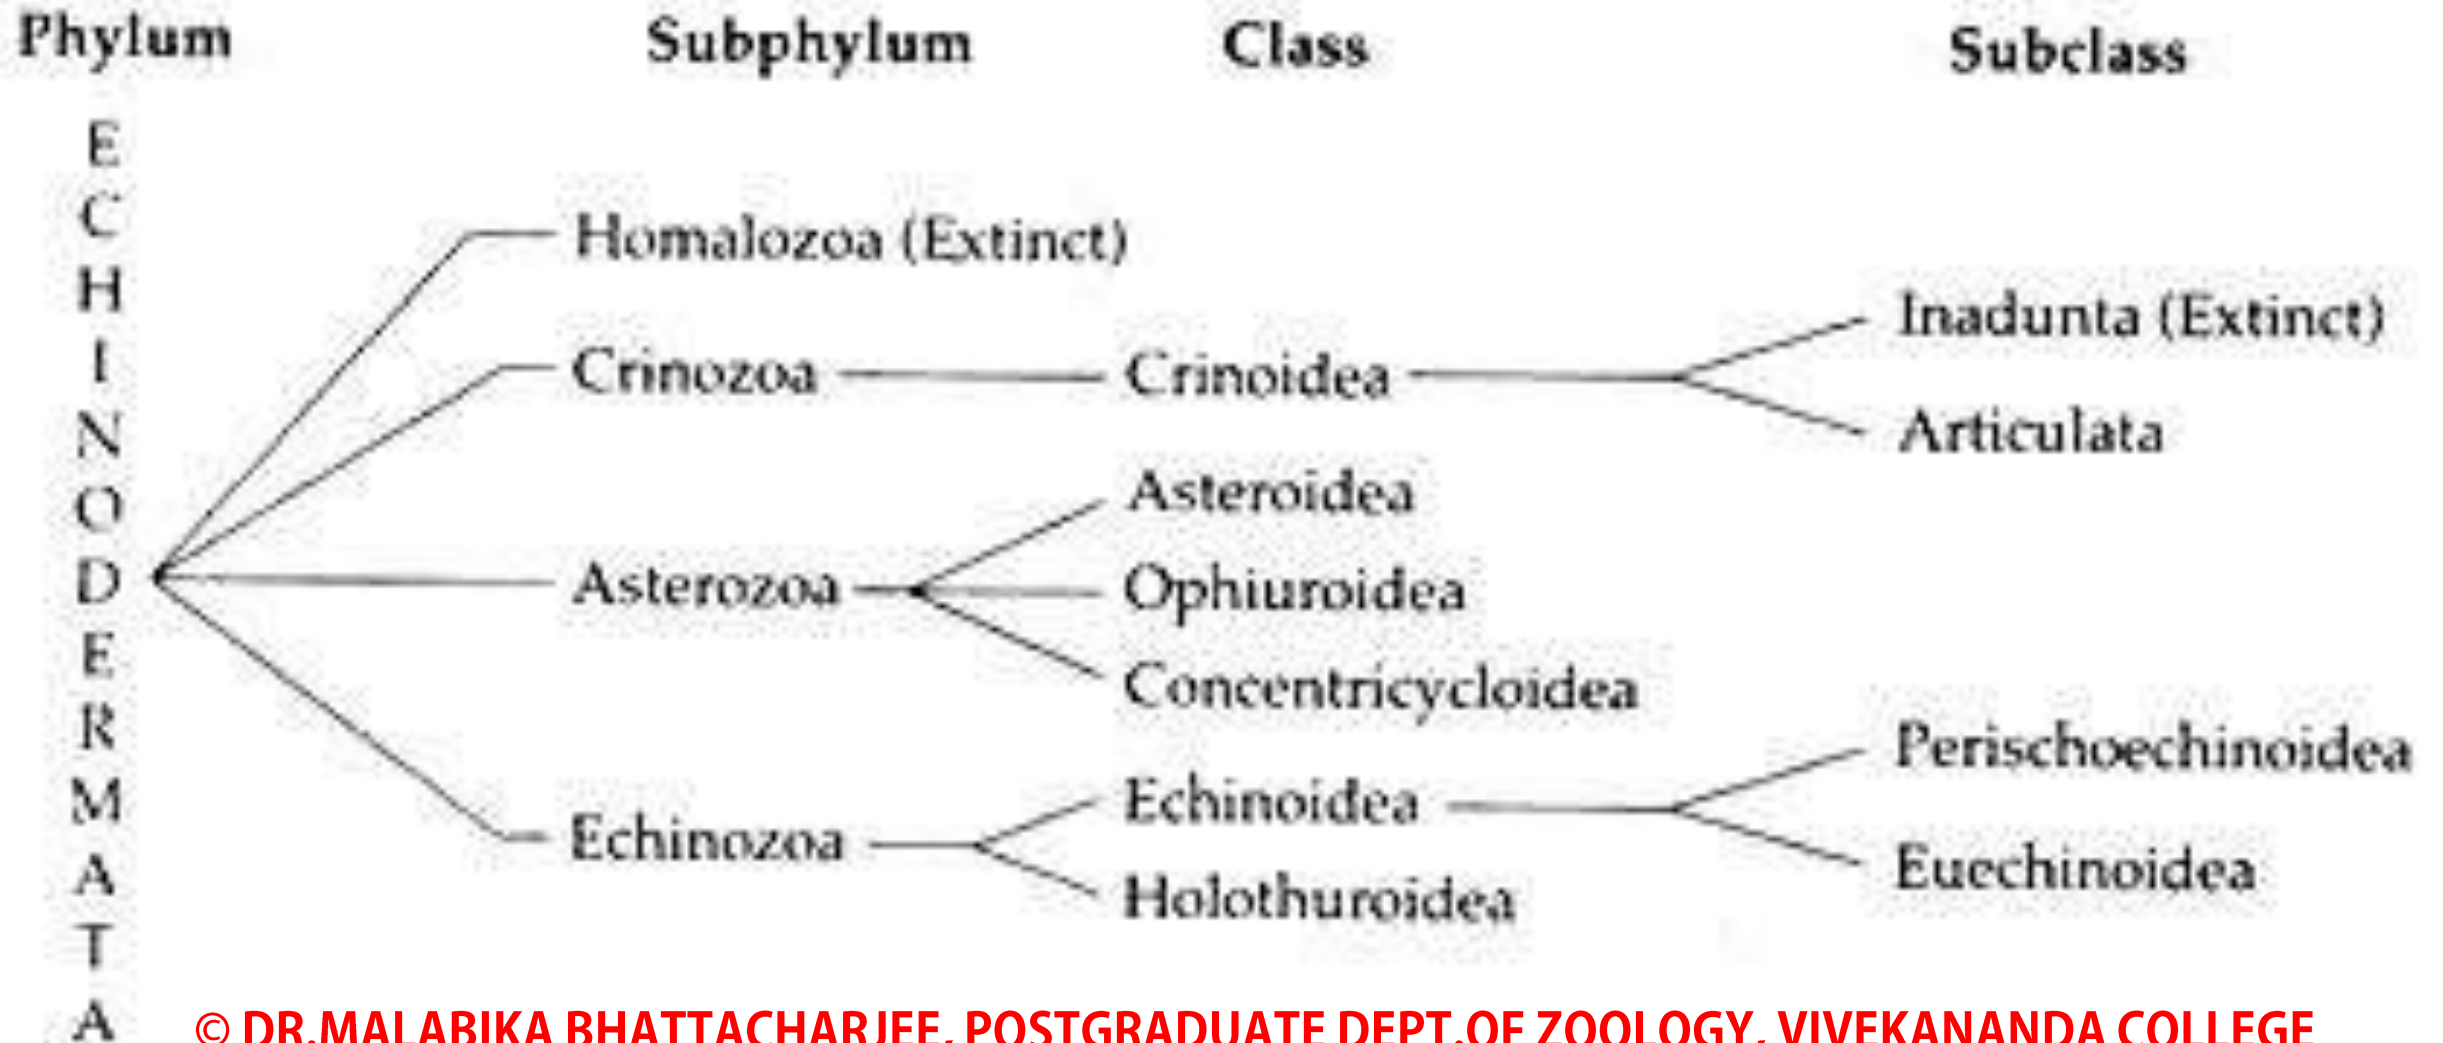 Phylum Subphylum Class Subclass
ECHINODERMATA
Homalozoa (Extinct)
Crinozoa Crinoidea
Inadunta (Extinct)
Articulata
Asterozoa
Asteroidea
Ophiuroidea
Concentricycloidea
Echinozoa
Echinoidea
Perischoechinoidea
Euechinoidea
Holothuroidea
© DR.MALABIKA BHATTACHARJEE, POSTGRADUATE DEPT.OF ZOOLOGY, VIVEKANANDA COLLEGE